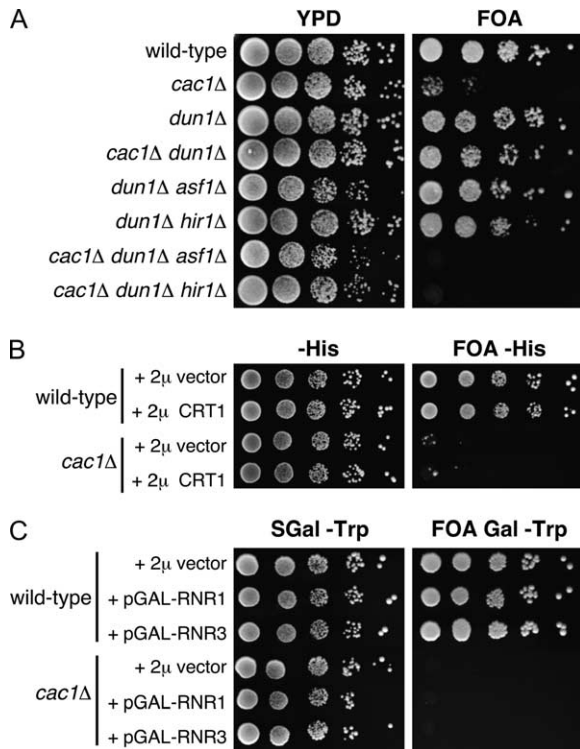 A
YPD
FOA
wild-type
cac1Δ
dun1Δ
cac1Δ dun1Δ
dun1Δ asf1Δ
dun1Δ hir1Δ
cac1Δ dun1Δ asf1Δ
cac1Δ dun1Δ hir1Δ
B
-His
FOA -His
wild-type
+ 2μ vector
+ 2μ CRT1
cac1Δ
+ 2μ vector
+ 2μ CRT1
C
SGal -Trp
FOA Gal -Trp
wild-type
+ 2μ vector
+ pGAL-RNR1
+ pGAL-RNR3
cac1Δ
+ 2μ vector
+ pGAL-RNR1
+ pGAL-RNR3